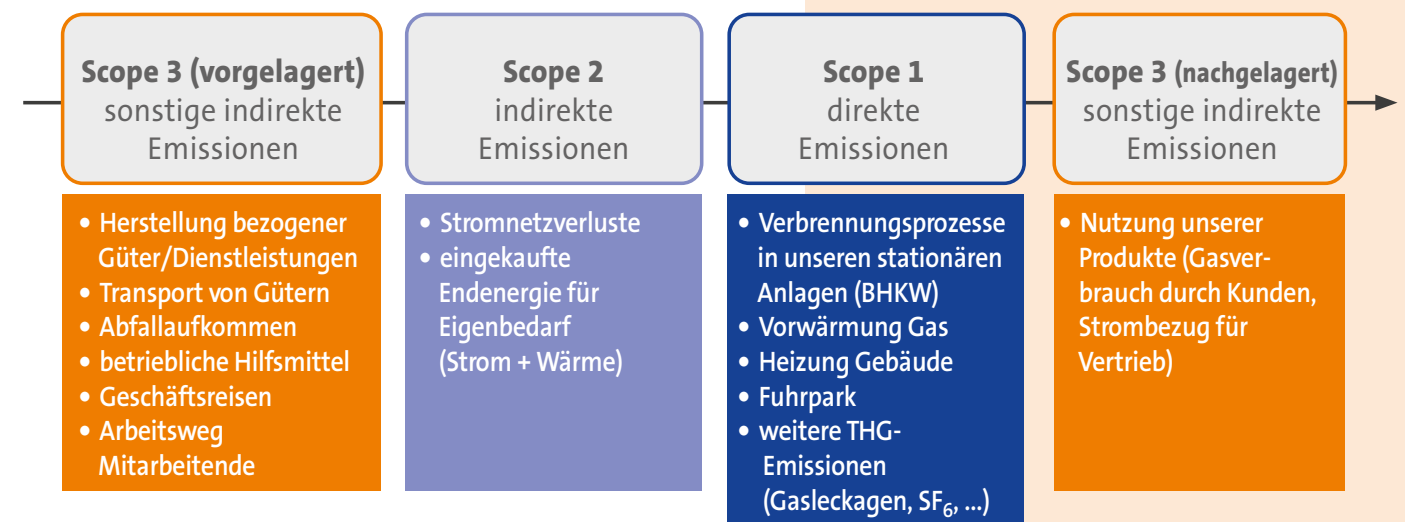 Scope 3 (vorgelagert)
sonstige indirekte
Emissionen
• Herstellung bezogener
Güter/Dienstleistungen
• Transport von Gütern
• Abfallaufkommen
• betriebliche Hilfsmittel
• Geschäftsreisen
• Arbeitsweg
Mitarbeitende
Scope 2
indirekte
Emissionen
• Stromnetzverluste
• eingekaufte
Endenergie für
Eigenbedarf
(Strom + Wärme)
Scope 1
direkte
Emissionen
• Verbrennungsprozesse
in unseren stationären
Anlagen (BHKW)
• Vorwärmung Gas
• Heizung Gebäude
• Fuhrpark
• weitere THG-
Emissionen
(Gasleckagen, SF₆, ...)
Scope 3 (nachgelagert)
sonstige indirekte
Emissionen
• Nutzung unserer
Produkte (Gasver-
brauch durch Kunden,
Strombezug für
Vertrieb)